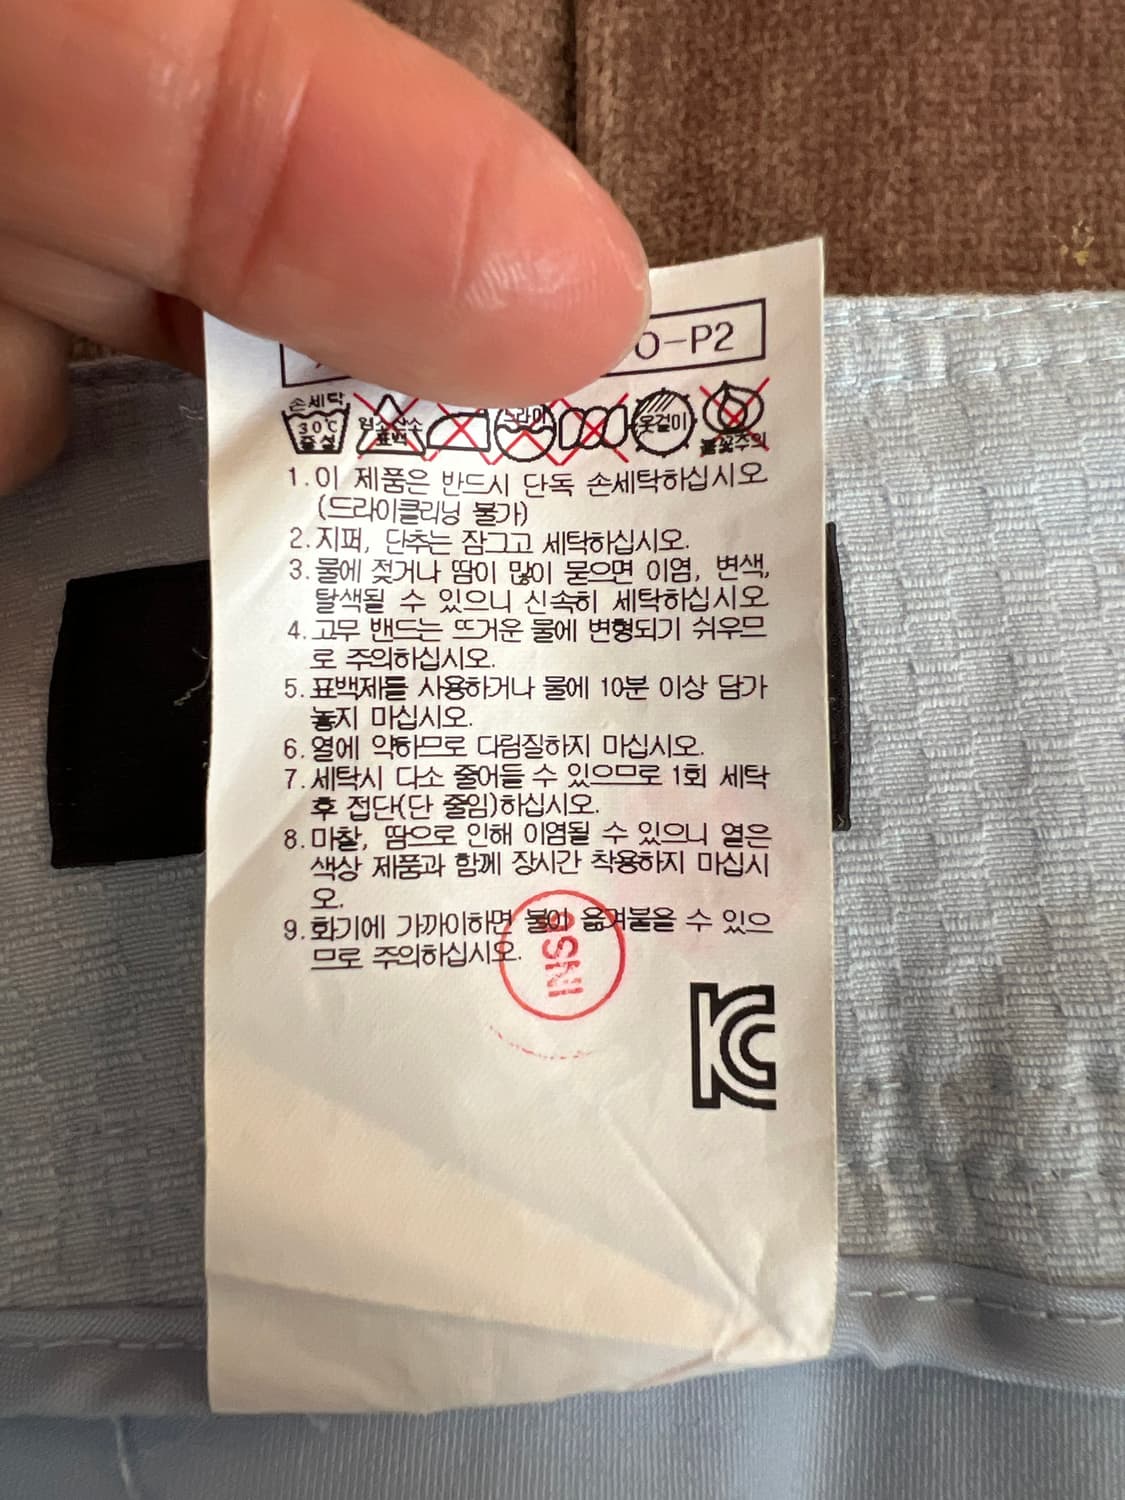 O-P2
손세탁
30℃
중성
염소산소
표백
드라이
옷걸이
불꽃주의
1. 이 제품은 반드시 단독 손세탁하십시오
(드라이클리닝 불가)
2. 지퍼, 단추는 잠그고 세탁하십시오.
3. 물에 젖거나 땀이 많이 묻으면 이염, 변색,
탈색될 수 있으니 신속히 세탁하십시오
4. 고무 밴드는 뜨거운 물에 변형되기 쉬우므
로 주의하십시오.
5. 표백제를 사용하거나 물에 10분 이상 담가
놓지 마십시오.
6. 열에 약하므로 다림질하지 마십시오.
7. 세탁시 다소 줄어들 수 있으므로 1회 세탁
후 접단(단 줄임)하십시오.
8. 마찰, 땀으로 인해 이염될 수 있으니 옅은
색상 제품과 함께 장시간 착용하지 마십시
오.
9. 화기에 가까이하면 불이 옮겨붙을 수 있으
므로 주의하십시오.
INS6
KC